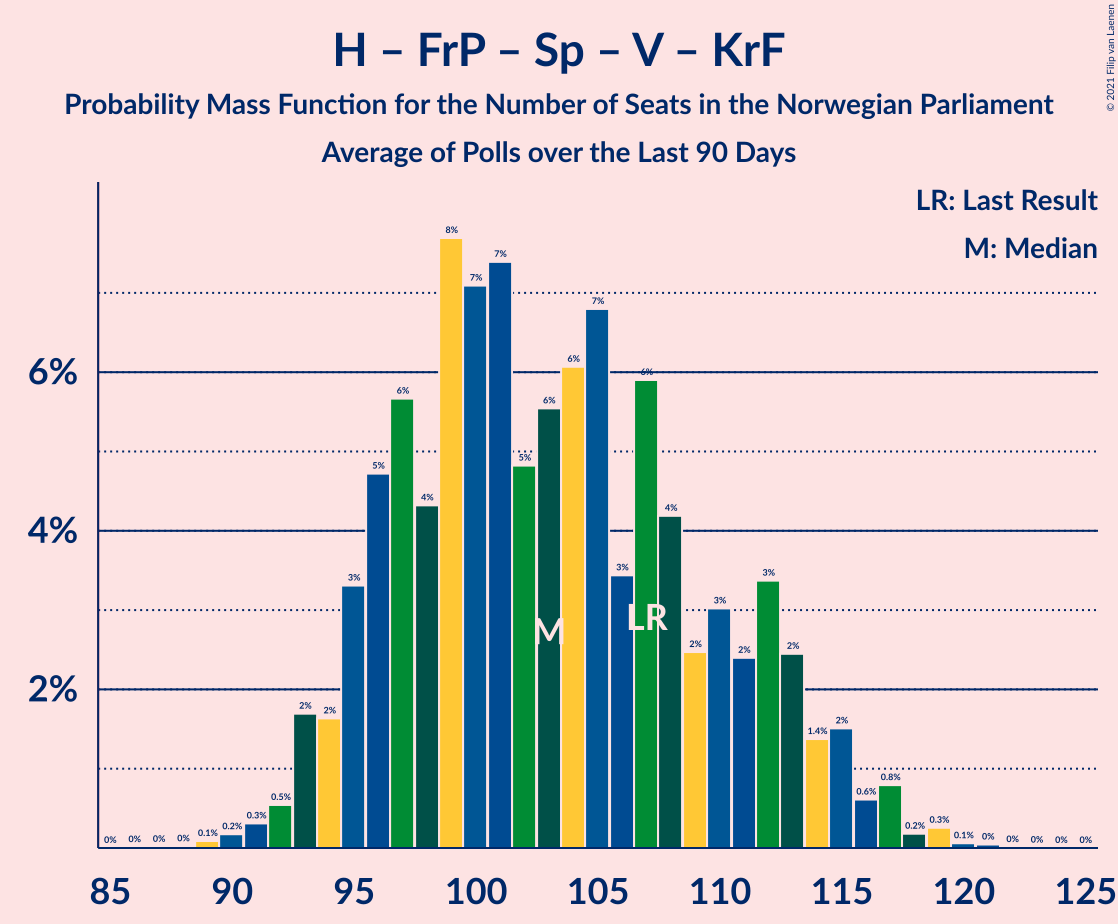 H – FrP – Sp – V – KrF
Probability Mass Function for the Number of Seats in the Norwegian Parliament
Average of Polls over the Last 90 Days
© 2021 Filip van Laenen
LR: Last Result
M: Median
6%
4%
2%
0% 0% 0% 0% 0.1% 0.2% 0.3% 0.5% 2% 2% 3% 5% 6% 4% 8% 7% 7% 5% 6% 6% 7% 3% 6% 4% 2% 3% 2% 3% 2% 1.4% 2% 0.6% 0.8% 0.2% 0.3% 0.1% 0% 0% 0% 0% 0%
M LR
85 90 95 100 105 110 115 120 125